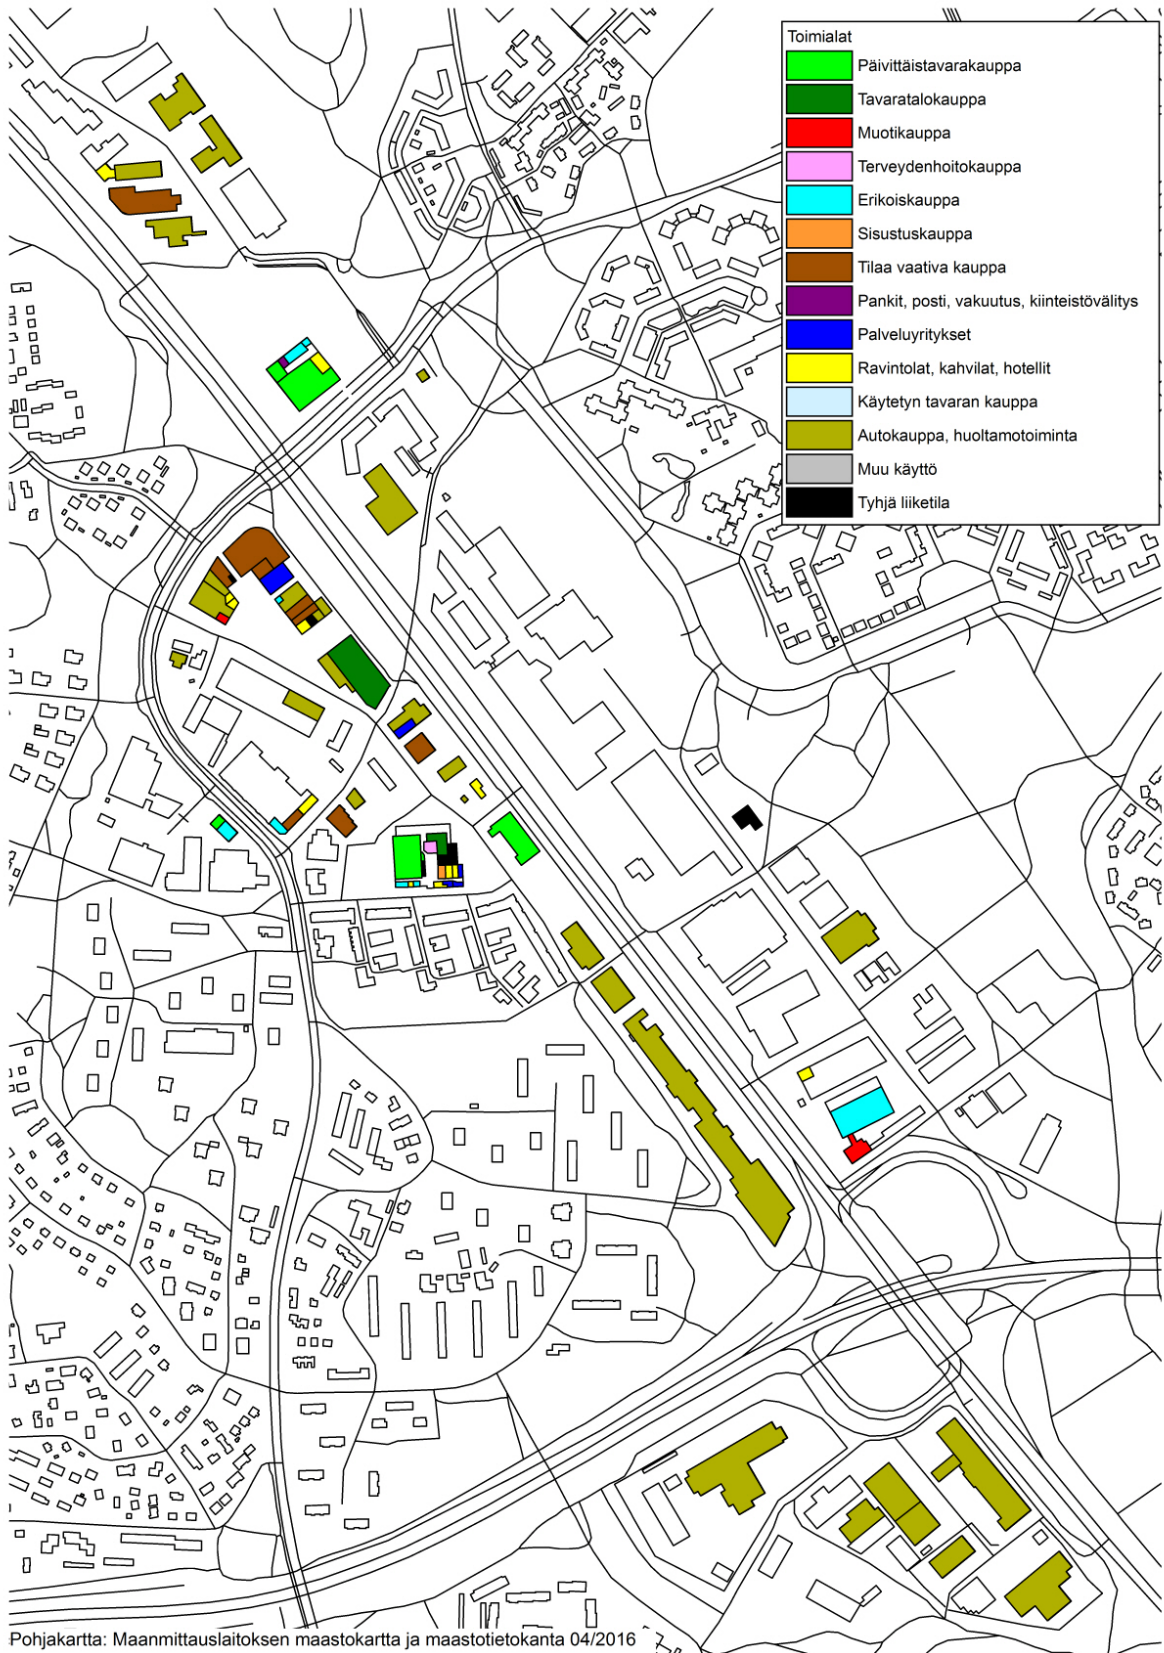 Toimialat
Päivittäistavarakauppa
Tavaratalokauppa
Muotikauppa
Terveydenhoitokauppa
Erikoiskauppa
Sisustuskauppa
Tilaa vaativa kauppa
Pankit, posti, vakuutus, kiinteistövälitys
Palveluyritykset
Ravintolat, kahvilat, hotellit
Käytetyn tavaran kauppa
Autokauppa, huoltamotoiminta
Muu käyttö
Tyhjä liiketila
Pohjakartta: Maanmittauslaitoksen maastokartta ja maastotietokanta 04/2016